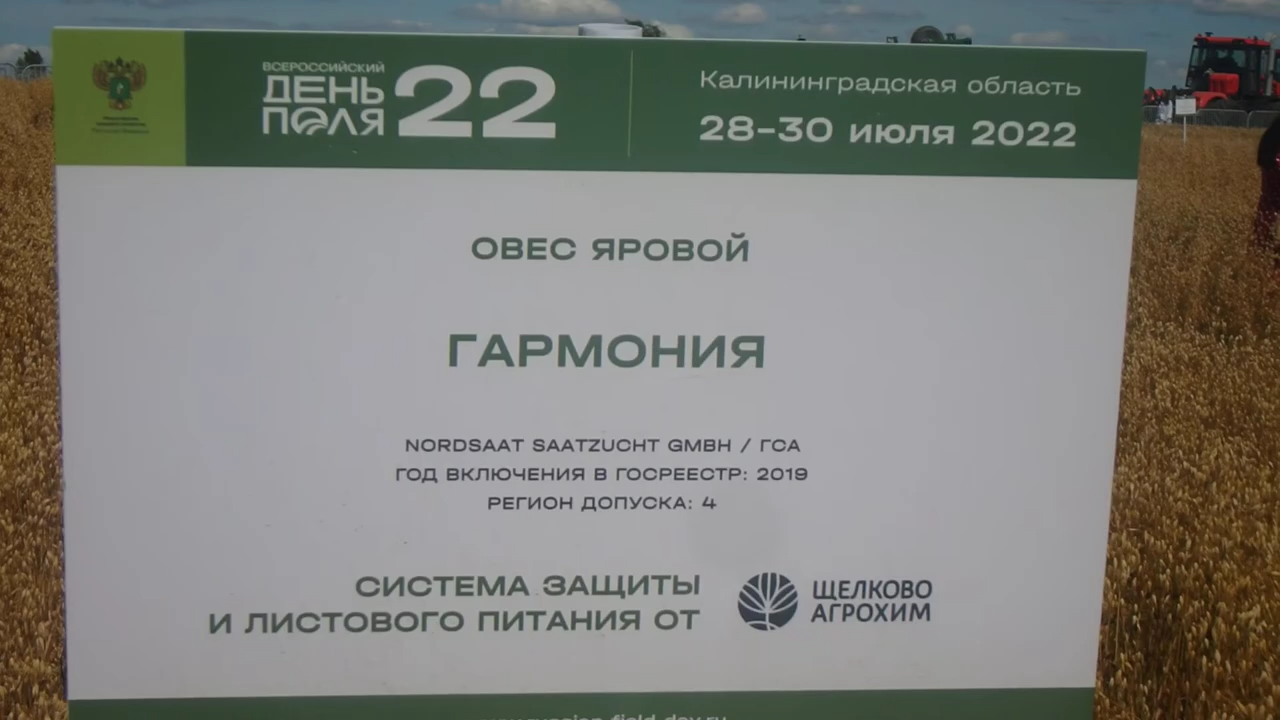 ВСЕРОССИЙСКИЙ
ДЕНЬ
ПОЛЯ
22
Калининградская область
28-30 июля 2022
ОВЕС ЯРОВОЙ
ГАРМОНИЯ
NORDSAAT SAATZUCHT GMBH / ГСА
ГОД ВКЛЮЧЕНИЯ В ГОСРЕЕСТР: 2019
РЕГИОН ДОПУСКА: 4
СИСТЕМА ЗАЩИТЫ
И ЛИСТОВОГО ПИТАНИЯ ОТ
ЩЕЛКОВО
АГРОХИМ